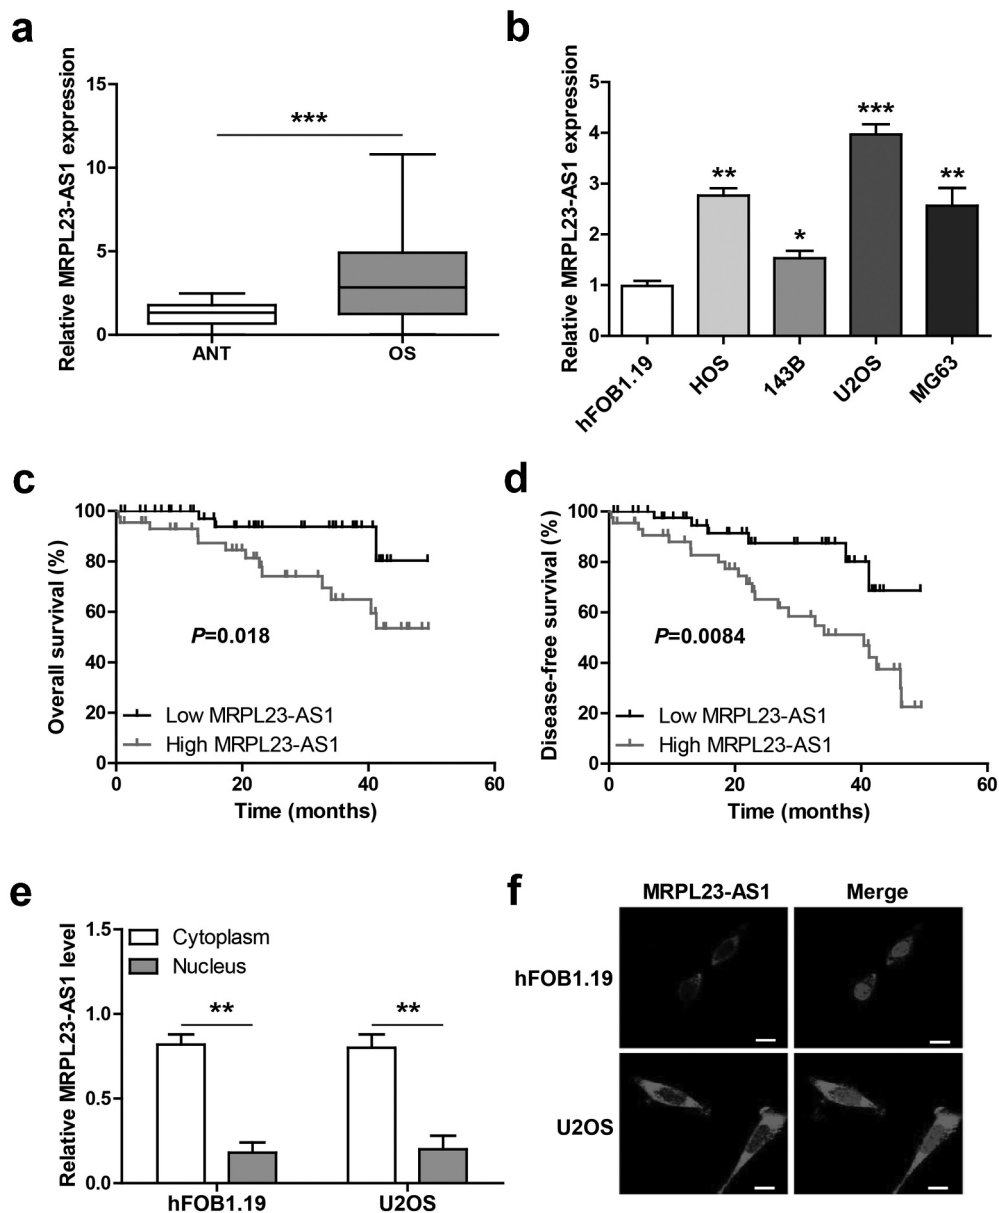 a
Relative MRPL23-AS1 expression
15
10
5
0
***
ANT
OS
b
Relative MRPL23-AS1 expression
5
4
3
2
1
0
**
*
***
**
hFOB1.19
HOS
143B
U2OS
MG63
c
Overall survival (%)
100
80
60
40
20
0
P=0.018
Low MRPL23-AS1
High MRPL23-AS1
0 20 40 60
Time (months)
d
Disease-free survival (%)
100
80
60
40
20
0
P=0.0084
Low MRPL23-AS1
High MRPL23-AS1
0 20 40 60
Time (months)
e
Relative MRPL23-AS1 level
1.5
1.0
0.5
0.0
Cytoplasm
Nucleus
**
**
hFOB1.19
U2OS
f
MRPL23-AS1
Merge
hFOB1.19
U2OS